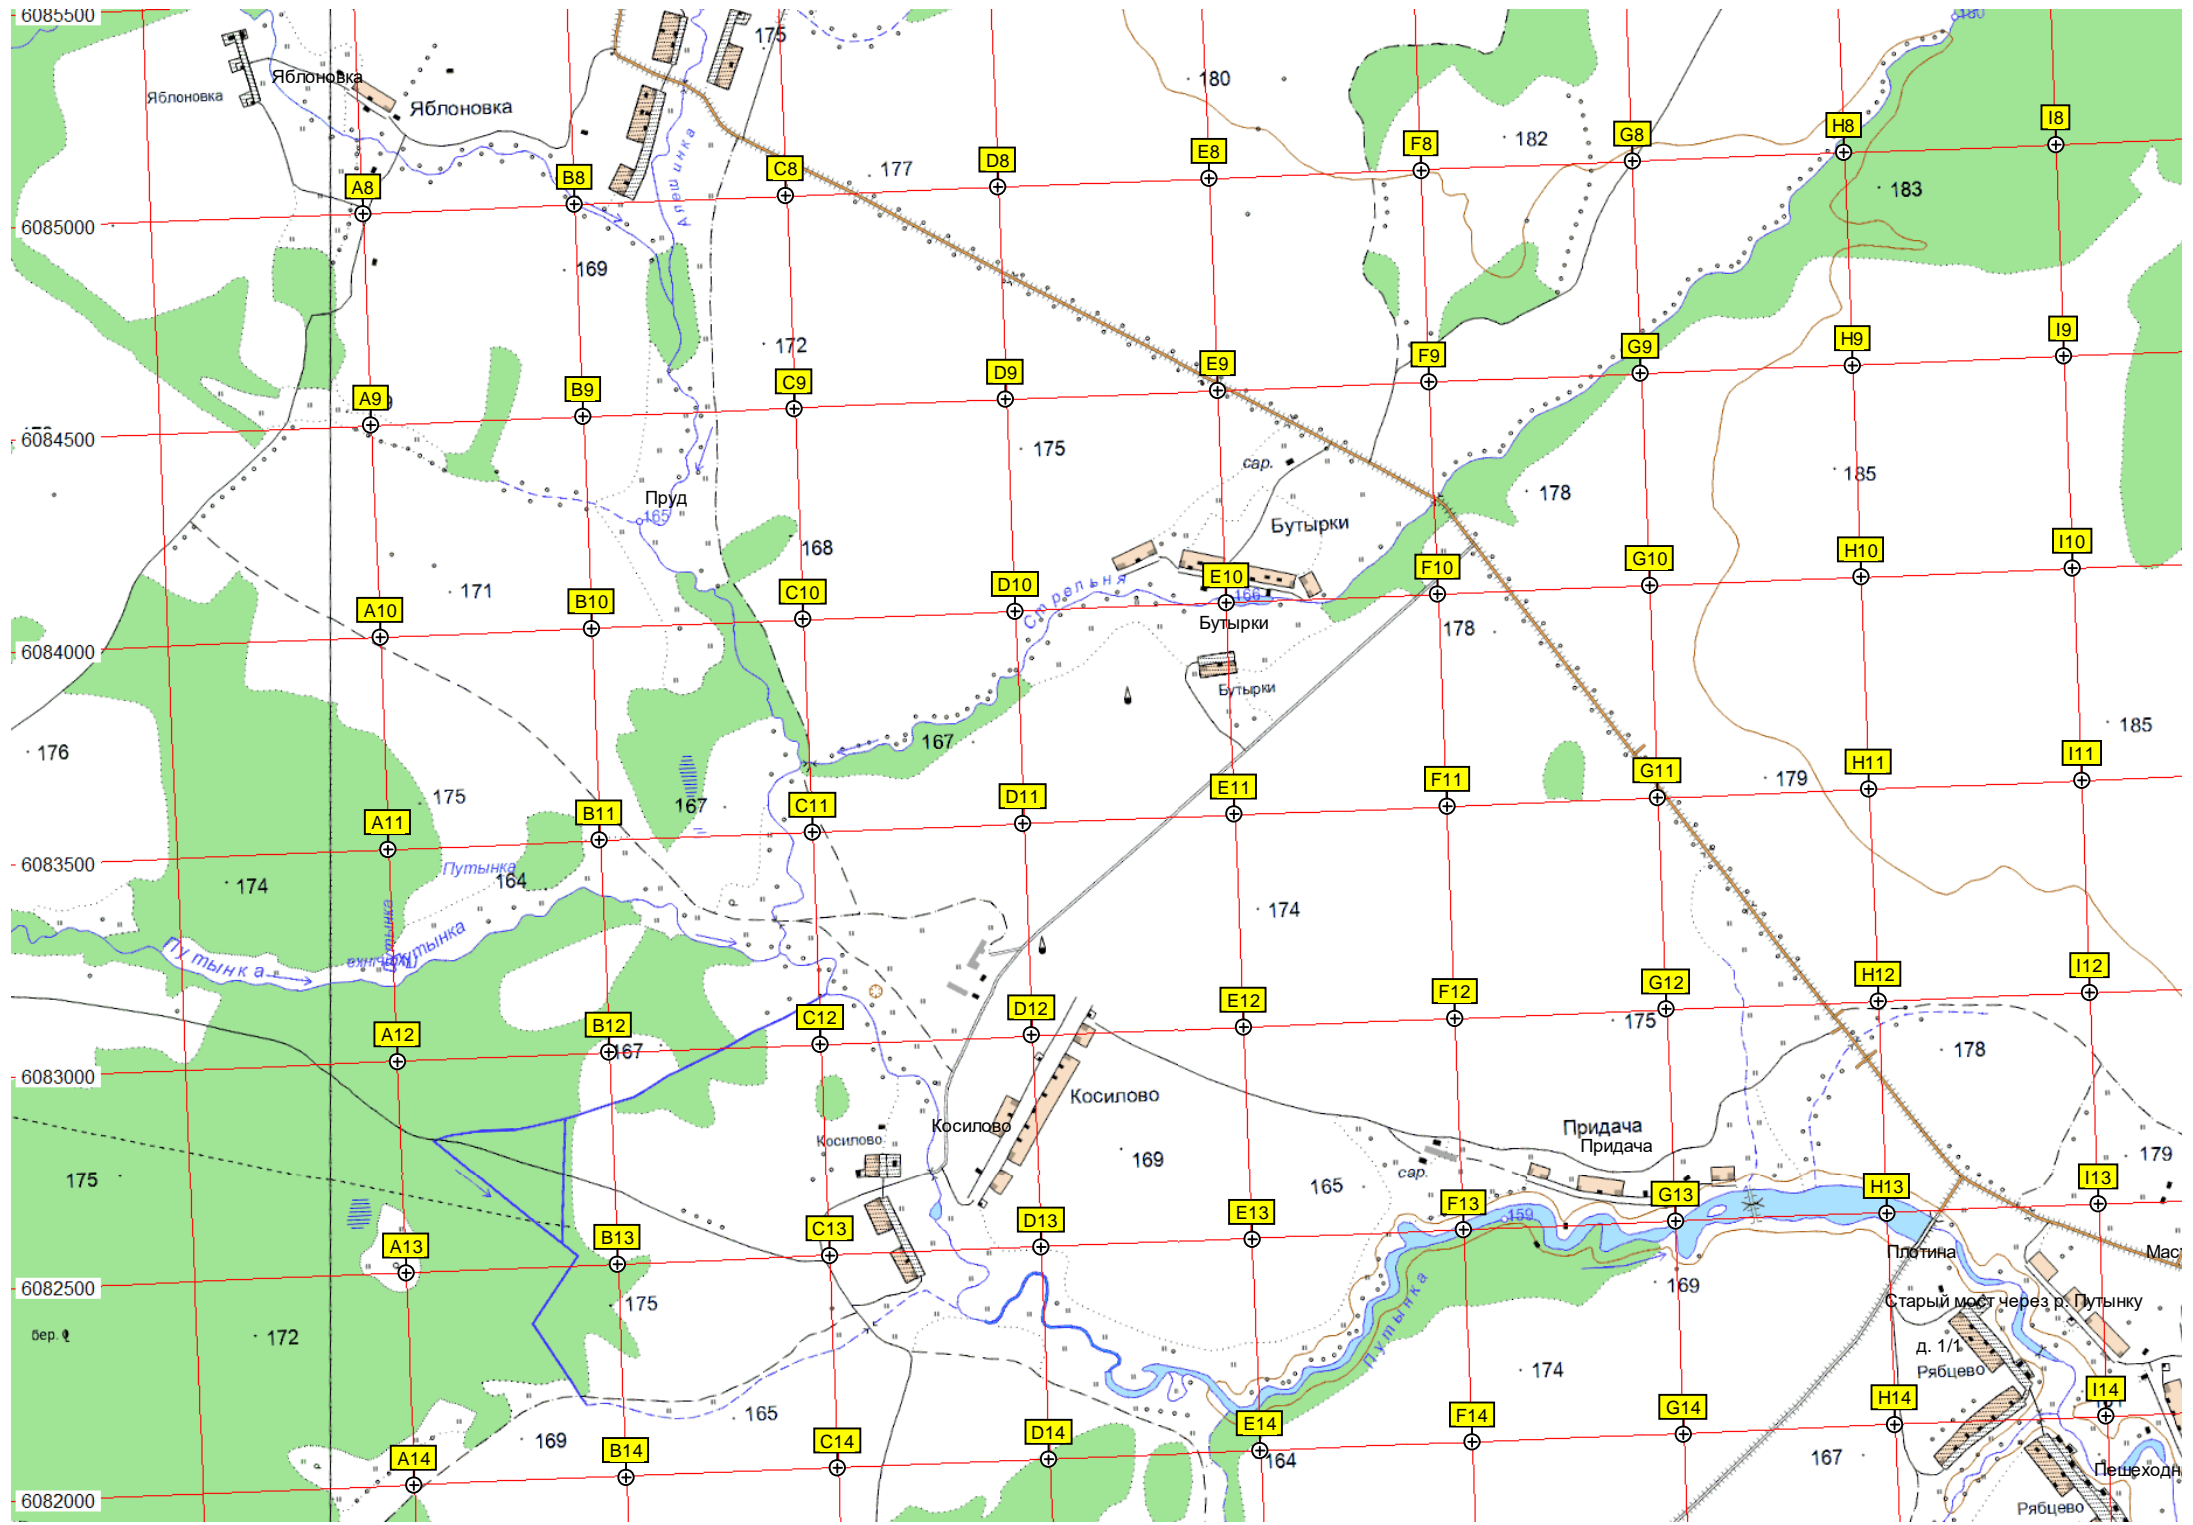 6085500
180
175
Яблоновка
Яблоновка
Яблоновка
180
Алешинка
182
A8
B8
C8
D8
E8
F8
G8
H8
I8
177
183
6085000
169
172
A9
B9
C9
D9
E9
F9
G9
H9
I9
6084500
175
сар.
185
178
Пруд
165
Бутырки
168
171
Стрельня
166
A10
B10
C10
D10
E10
F10
G10
H10
I10
Бутырки
178
6084000
Бутырки
176
167
185
175
167
179
A11
B11
C11
D11
E11
F11
G11
H11
I11
6083500
Путынка
164
174
174
Путынка
Путынка
Путынка
A12
B12
C12
D12
E12
F12
G12
H12
I12
167
175
178
6083000
Косилово
Косилово
Косилово
Придача
Придача
сар.
175
169
165
179
159
A13
B13
C13
D13
E13
F13
G13
H13
I13
Плотина
Маст
6082500
175
169
Путынка
Старый мост через р. Путынку
бер.
172
д. 1/1
Рябцево
174
165
169
A14
B14
C14
D14
E14
F14
G14
H14
I14
164
167
Пешеходн
6082000
Рябцево